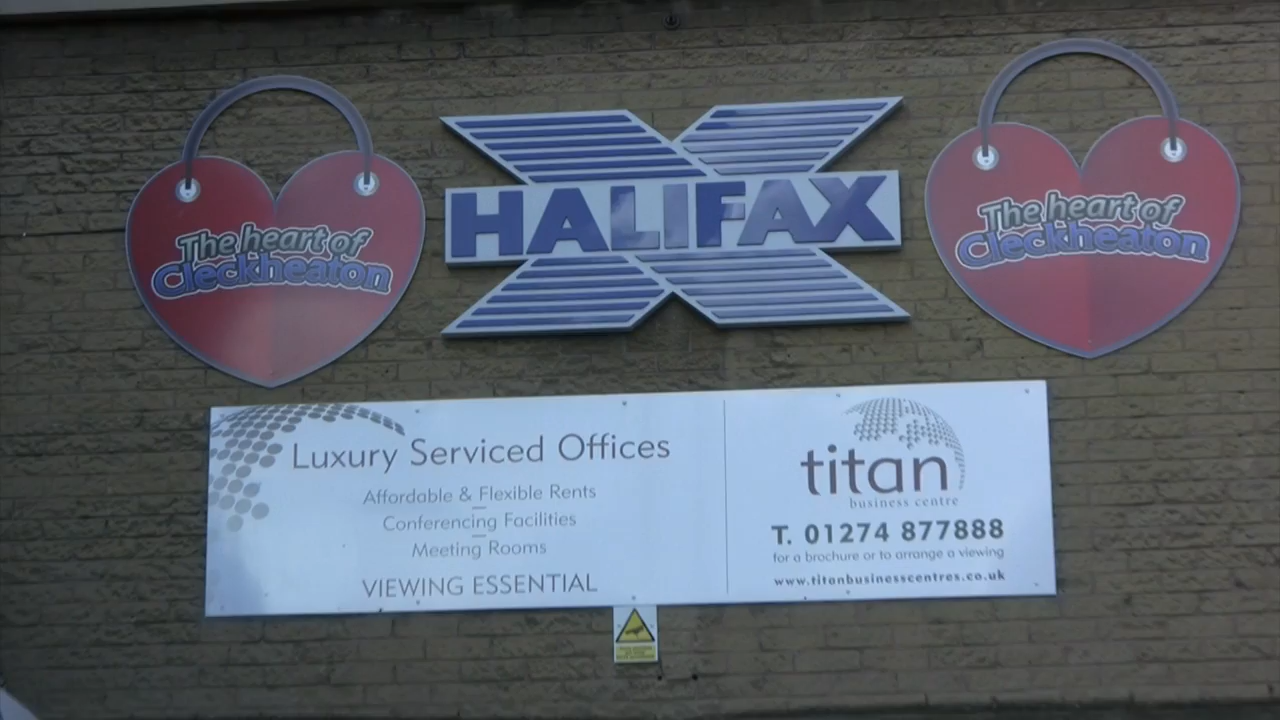 The heart of
Cleckheaton
HALIFAX
The heart of
Cleckheaton
Luxury Serviced Offices
Affordable & Flexible Rents
Conferencing Facilities
Meeting Rooms
VIEWING ESSENTIAL
titan
business centre
T. 01274 877888
for a brochure or to arrange a viewing
www.titanbusinesscentres.co.uk